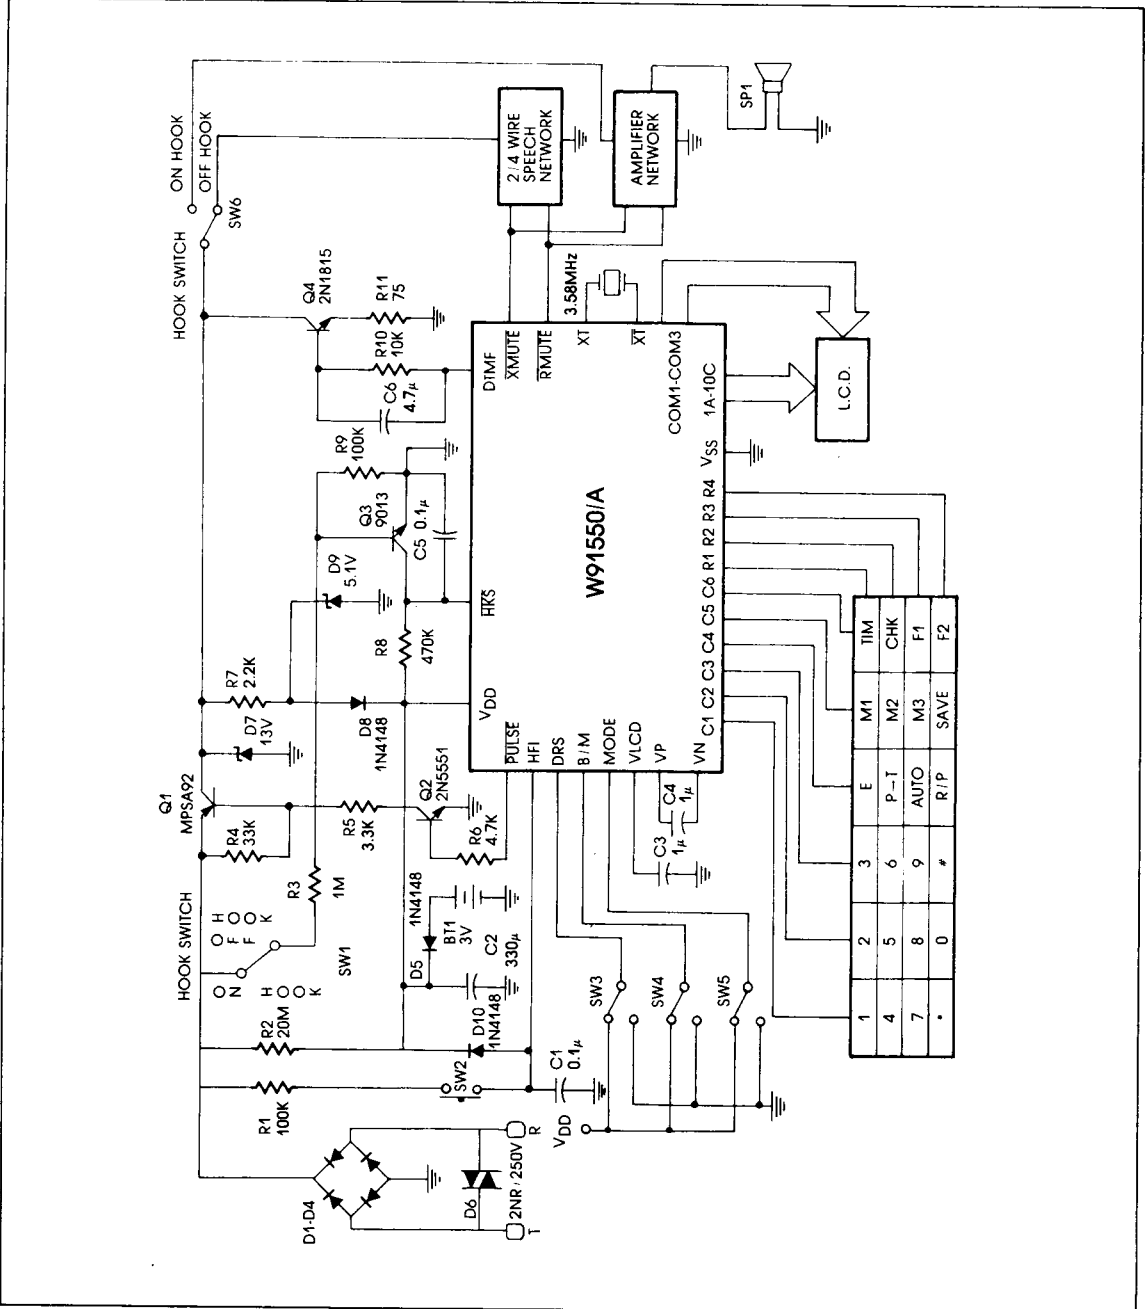 HOOK SWITCH
ON HOOK
OFF HOOK
SW6
HOOK SWITCH
ON HOOK
OFF HOOK
SW1
R1
100K
R2
20M
R3
1M
R4
33K
Q1
MPSA92
R5
3.3K
D7
13V
R7
2.2K
D8
1N4148
D9
5.1V
Q3
9013
R9
100K
R8
470K
C5 0.1μ
C6
4.7μ
R10
10K
Q4
2N1815
R11
75
Q2
2N5551
R6
4.7K
D5
1N4148
BT1
3V
C2
330μ
D10
1N4148
SW2
C1
0.1μ
D1-D4
D6
2NR/250V
T
R
VDD
SW3
SW4
SW5
C3
1μ
C4
1μ
2/4 WIRE
SPEECH
NETWORK
AMPLIFIER
NETWORK
SP1
3.58MHz
W91550/A
VDD
HKS
DTMF
XMUTE
RMUTE
XT
XT
COM1-COM3
1A-10C
VSS
PULSE
HFI
DRS
B/M
MODE
VLCD
VP
VN
C1 C2 C3 C4 C5 C6 R1 R2 R3 R4
L.C.D.
1 2 3 E M1 TIM
4 5 6 P→T M2 CHK
7 8 9 AUTO M3 F1
* 0 # R/P SAVE F2